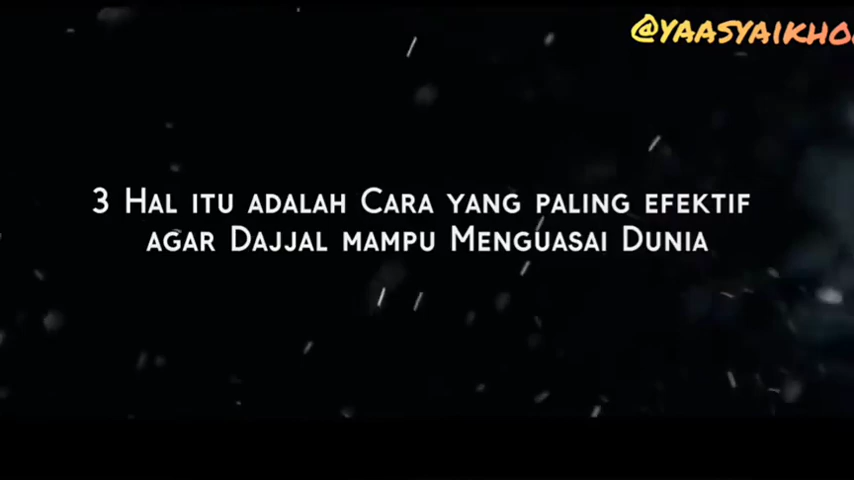 @YAASYAIKHO
3 HAL ITU ADALAH CARA YANG PALING EFEKTIF
AGAR DAJJAL MAMPU MENGUASAI DUNIA